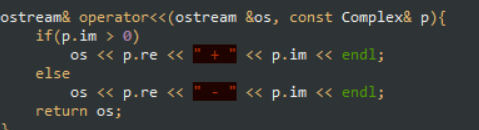 ostream& operator<<(ostream &os, const Complex& p){
if(p.im > 0)
os << p.re << " + " << p.im << endl;
else
os << p.re << " - " << p.im << endl;
return os;
}